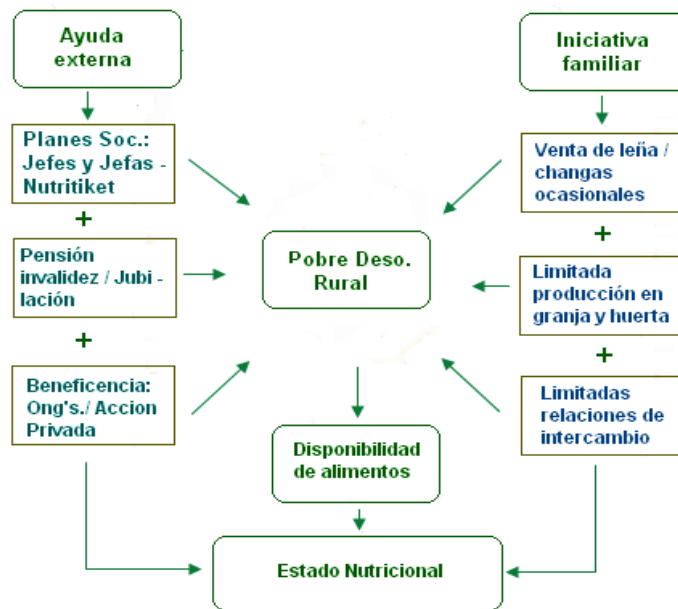 Ayuda
externa
Planes Soc.:
Jefes y Jefas -
Nutritiket
+
Pensión
invalidez / Jubi -
lación
+
Beneficencia:
Ong's./ Accion
Privada
Pobre Deso.
Rural
Disponibilidad
de alimentos
Estado Nutricional
Iniciativa
familiar
Venta de leña /
changas
ocasionales
+
Limitada
producción en
granja y huerta
+
Limitadas
relaciones de
intercambio